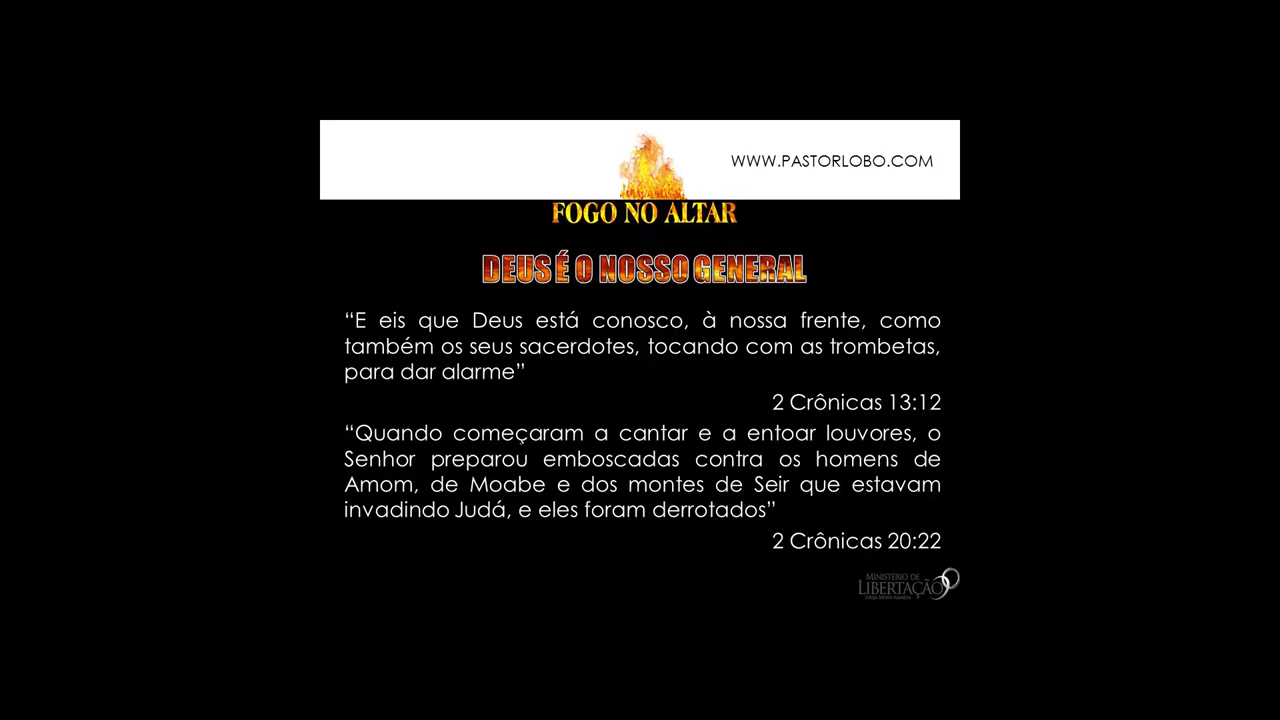 WWW.PASTORLOBO.COM
FOGO NO ALTAR
DEUS É O NOSSO GENERAL
“E eis que Deus está conosco, à nossa frente, como
também os seus sacerdotes, tocando com as trombetas,
para dar alarme”
2 Crônicas 13:12
“Quando começaram a cantar e a entoar louvores, o
Senhor preparou emboscadas contra os homens de
Amom, de Moabe e dos montes de Seir que estavam
invadindo Judá, e eles foram derrotados”
2 Crônicas 20:22
MINISTÉRIO DE
LIBERTAÇÃO